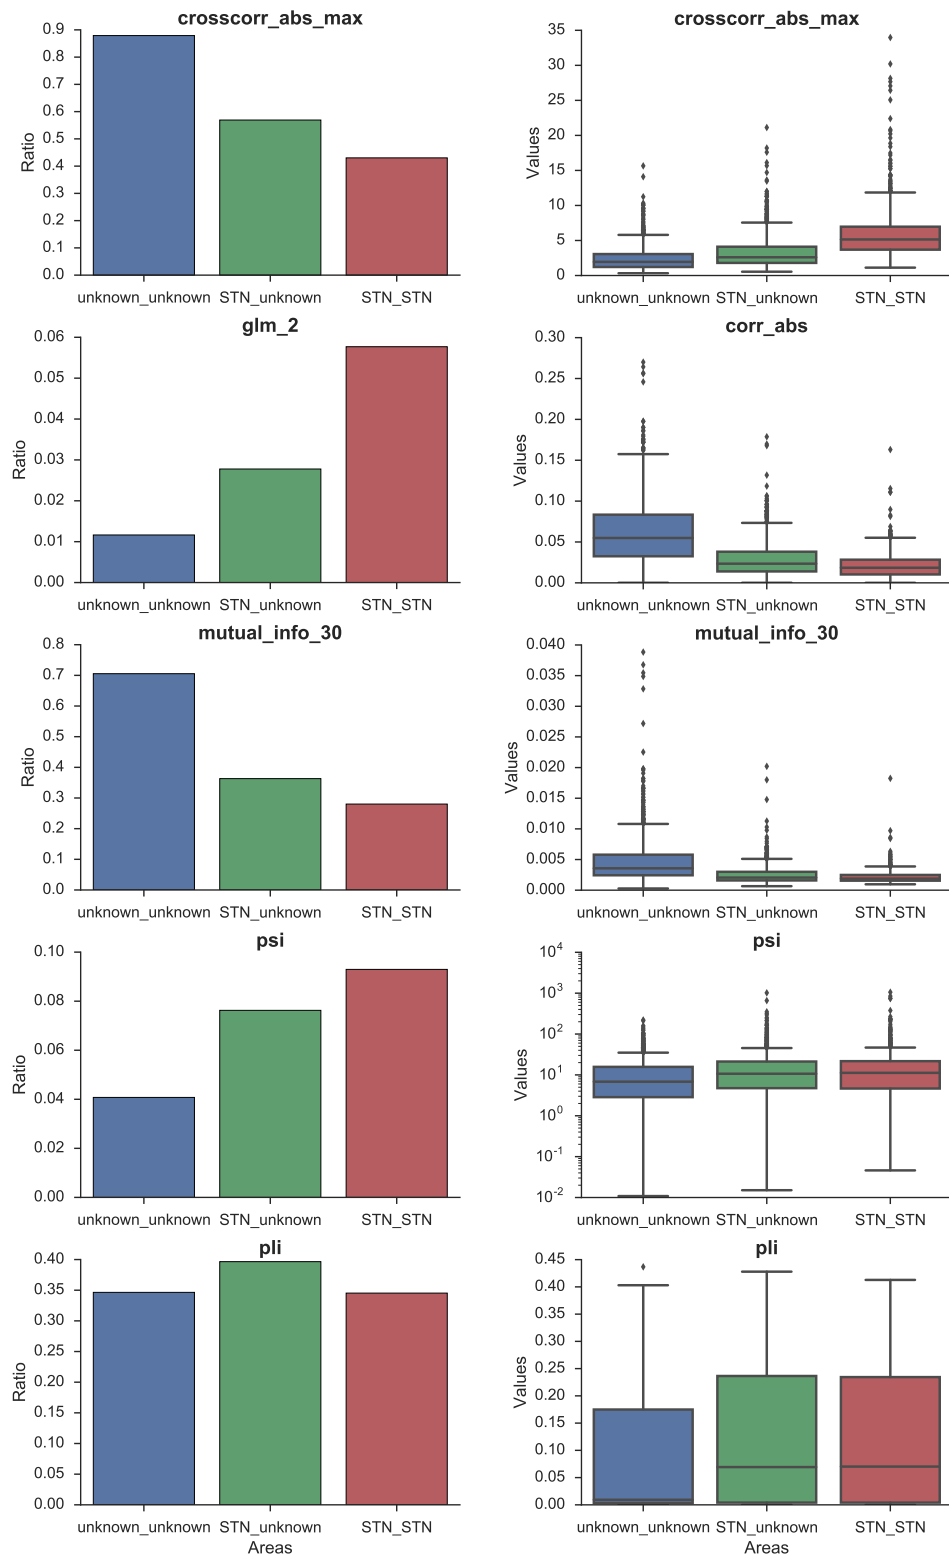 crosscorr_abs_max
0.9
0.8
0.7
0.6
0.5
0.4
0.3
0.2
0.1
0.0
Ratio
unknown_unknown STN_unknown STN_STN
crosscorr_abs_max
35
30
25
20
15
10
5
0
Values
unknown_unknown STN_unknown STN_STN
glm_2
0.06
0.05
0.04
0.03
0.02
0.01
0.00
Ratio
unknown_unknown STN_unknown STN_STN
corr_abs
0.30
0.25
0.20
0.15
0.10
0.05
0.00
Values
unknown_unknown STN_unknown STN_STN
mutual_info_30
0.8
0.7
0.6
0.5
0.4
0.3
0.2
0.1
0.0
Ratio
unknown_unknown STN_unknown STN_STN
mutual_info_30
0.040
0.035
0.030
0.025
0.020
0.015
0.010
0.005
0.000
Values
unknown_unknown STN_unknown STN_STN
psi
0.10
0.08
0.06
0.04
0.02
0.00
Ratio
unknown_unknown STN_unknown STN_STN
psi
10^4
10^3
10^2
10^1
10^0
10^-1
10^-2
Values
unknown_unknown STN_unknown STN_STN
pli
0.40
0.35
0.30
0.25
0.20
0.15
0.10
0.05
0.00
Ratio
unknown_unknown STN_unknown STN_STN
Areas
pli
0.45
0.40
0.35
0.30
0.25
0.20
0.15
0.10
0.05
0.00
Values
unknown_unknown STN_unknown STN_STN
Areas